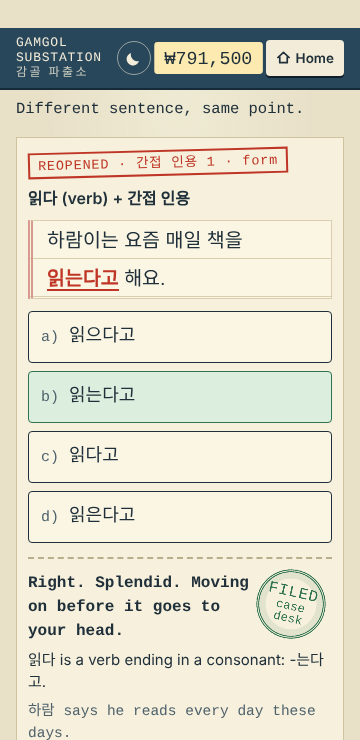 GAMGOL
SUBSTATION
감골 파출소
₩791,500
Home
Different sentence, same point.
REOPENED · 간접 인용 1 · form
읽다 (verb) + 간접 인용
하람이는 요즘 매일 책을
읽는다고 해요.
a) 읽으다고
b) 읽는다고
c) 읽다고
d) 읽은다고
Right. Splendid. Moving
on before it goes to
your head.
FILED
case
desk
읽다 is a verb ending in a consonant: -는다
고.
하람 says he reads every day these
days.